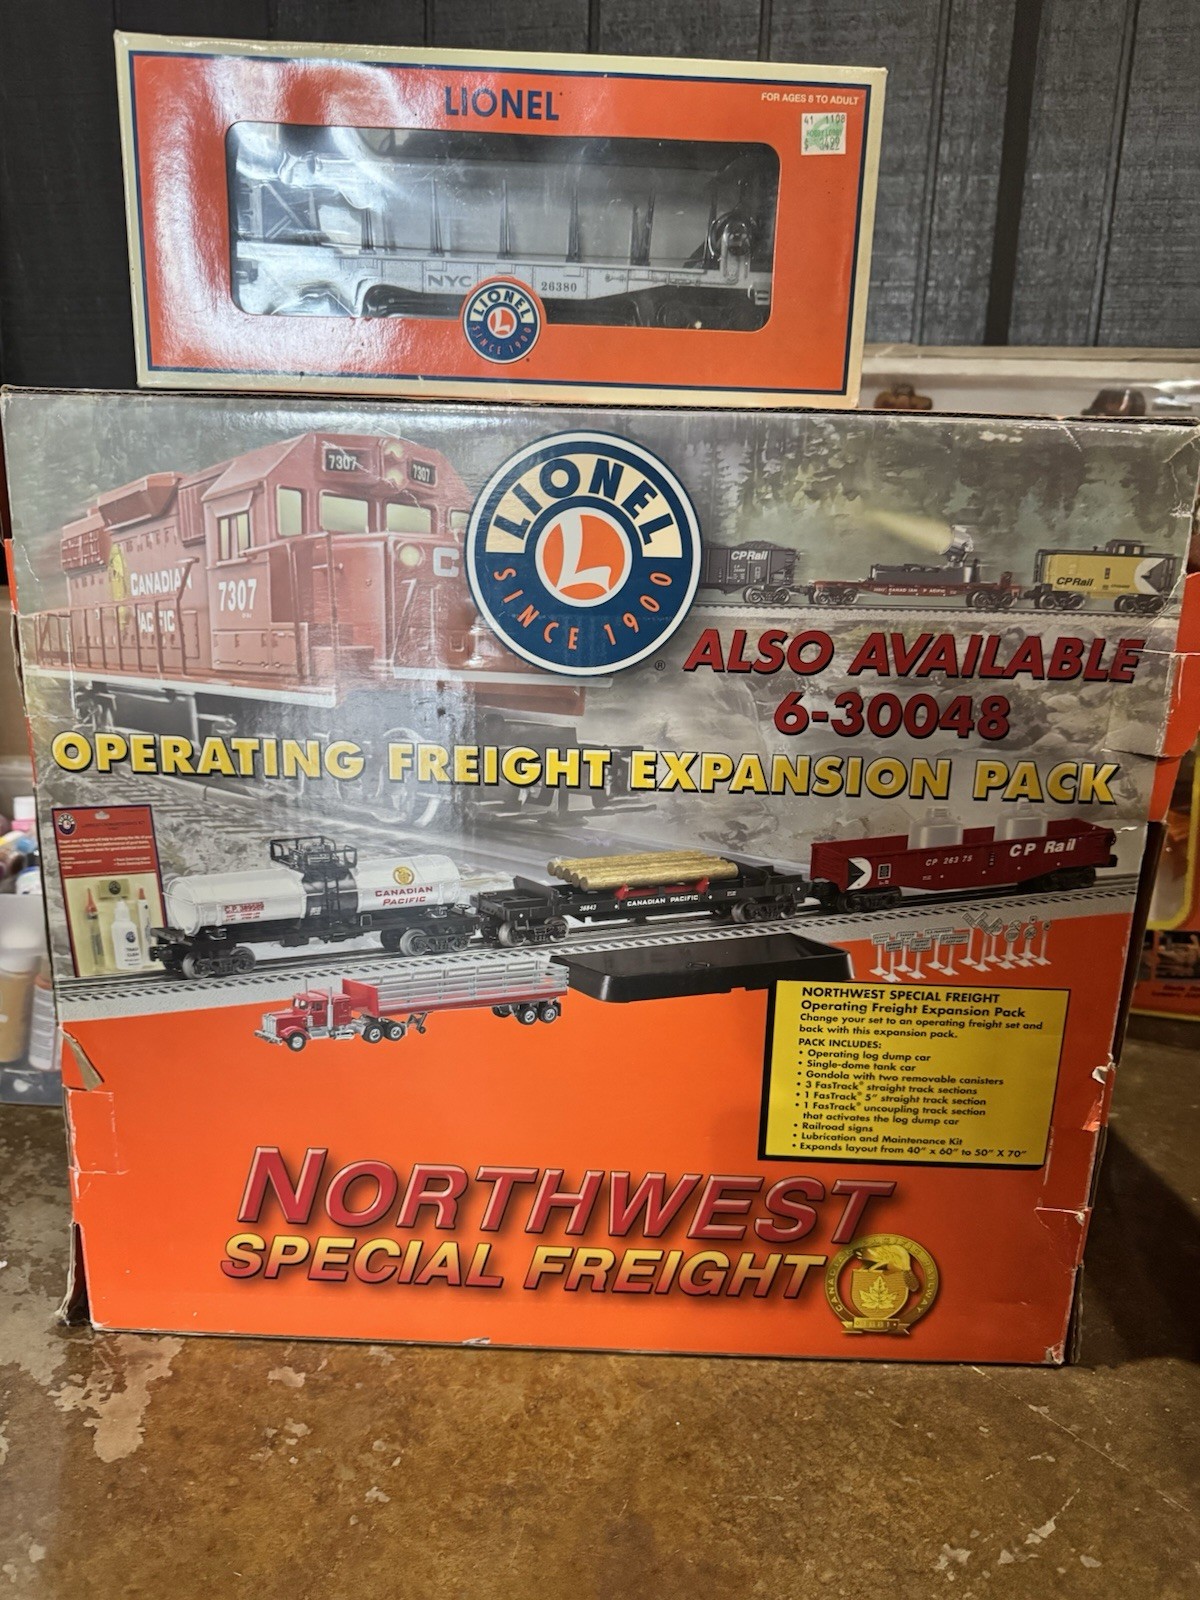 LIONEL
FOR AGES 8 TO ADULT
41 1108
NYC 26380
LIONEL
L
SINCE 1900
7307 7307
CANADIAN
PACIFIC
7307
C
LIONEL
L
SINCE 1900
®
CP Rail
CP Rail
ALSO AVAILABLE
6-30048
OPERATING FREIGHT EXPANSION PACK
CANADIAN
PACIFIC
CANADIAN PACIFIC
CP 26375
CP Rail
NORTHWEST SPECIAL FREIGHT
Operating Freight Expansion Pack
Change your set to an operating freight set and
back with this expansion pack.
PACK INCLUDES:
• Operating log dump car
• Single-dome tank car
• Gondola with two removable canisters
• 3 FasTrack® straight track sections
• 1 FasTrack® 5" straight track section
• 1 FasTrack® uncoupling track section
that activates the log dump car
• Railroad signs
• Lubrication and Maintenance Kit
• Expands layout from 40" x 60" to 50" X 70"
NORTHWEST
SPECIAL FREIGHT